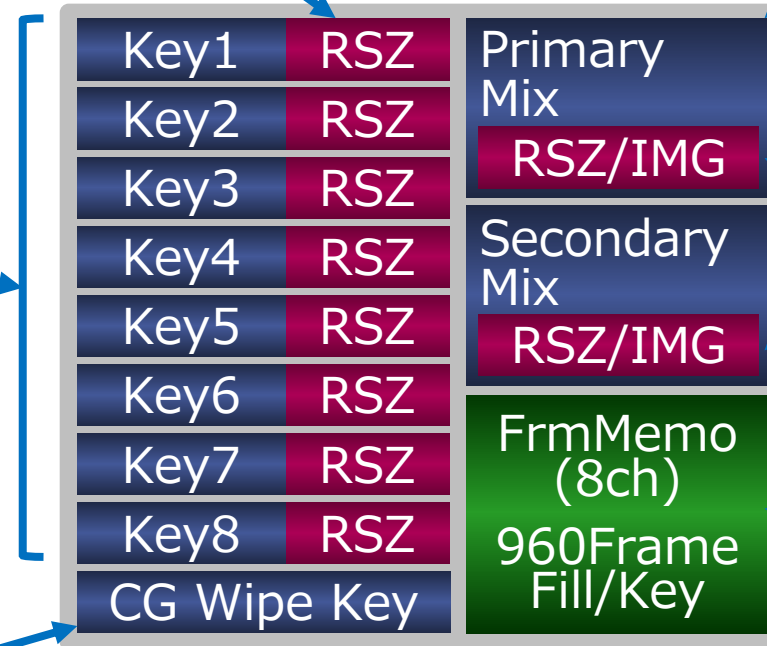 Key1 RSZ
Key2 RSZ
Key3 RSZ
Key4 RSZ
Key5 RSZ
Key6 RSZ
Key7 RSZ
Key8 RSZ
CG Wipe Key
Primary
Mix
RSZ/IMG
Secondary
Mix
RSZ/IMG
FrmMemo
(8ch)
960Frame
Fill/Key